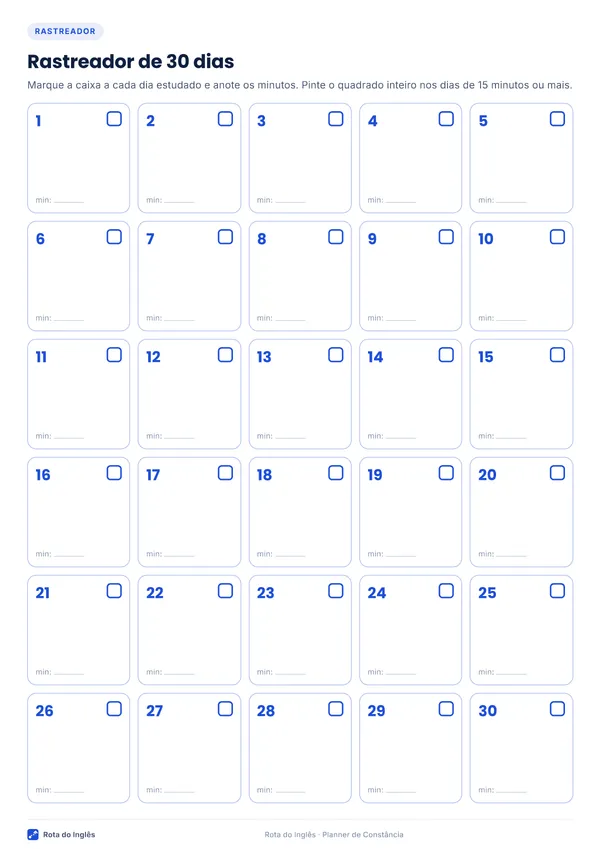 RASTREADOR
Rastreador de 30 dias
Marque a caixa a cada dia estudado e anote os minutos. Pinte o quadrado inteiro nos dias de 15 minutos ou mais.
1 2 3 4 5
min: min: min: min: min:
6 7 8 9 10
min: min: min: min: min:
11 12 13 14 15
min: min: min: min: min:
16 17 18 19 20
min: min: min: min: min:
21 22 23 24 25
min: min: min: min: min:
26 27 28 29 30
min: min: min: min: min:
Rota do Inglês Rota do Inglês · Planner de Constância